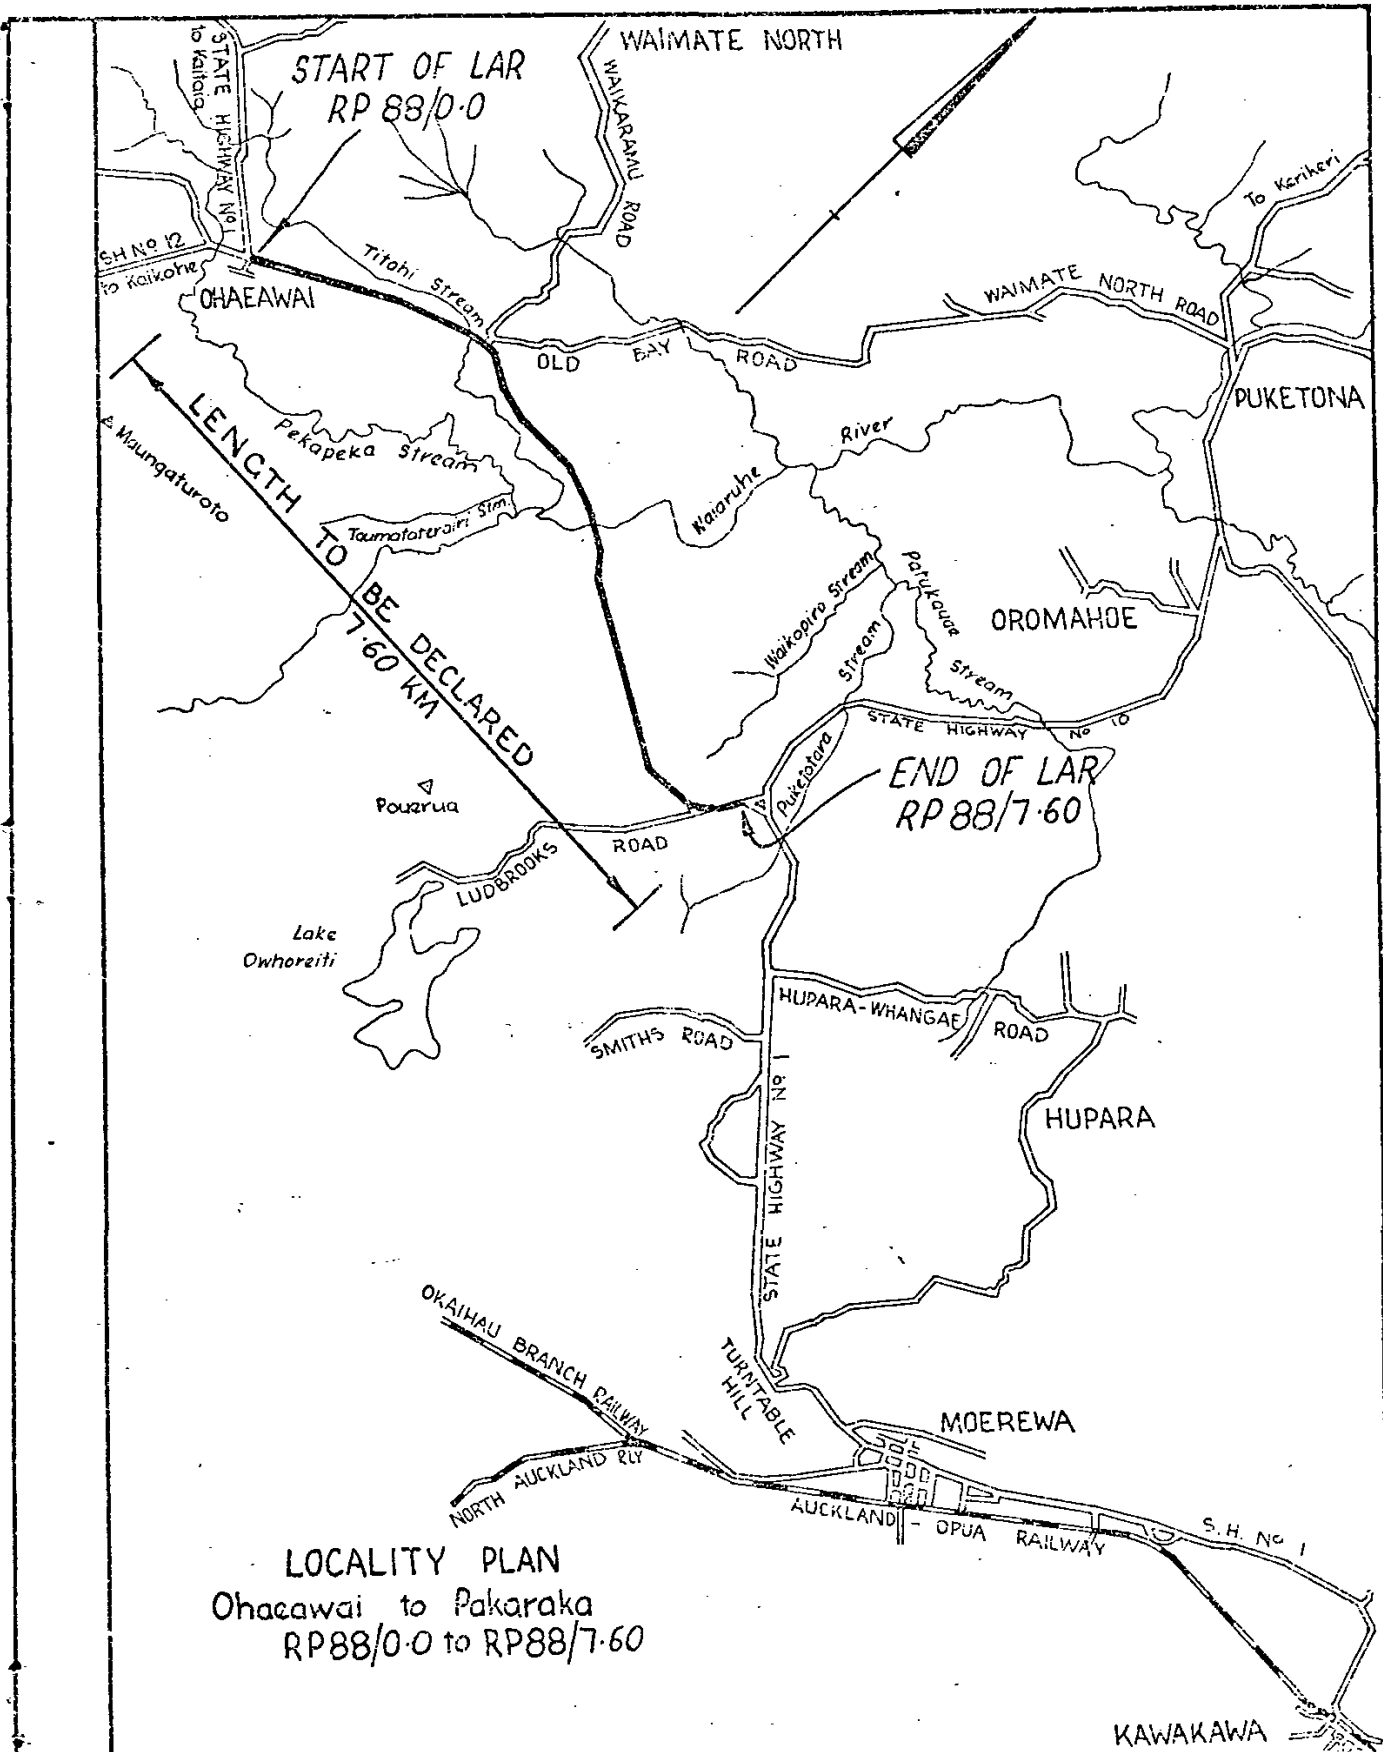 WAIMATE NORTH
STATE HIGHWAY No 1
to Kaitaia
START OF LAR
RP 88/0·0
WAIKARAMU ROAD
To Kerikeri
SH No 12
to Kaikohe
OHAEAWAI
Titahi Stream
WAIMATE NORTH ROAD
OLD BAY ROAD
PUKETONA
LENGTH TO BE DECLARED
7·60 KM
Maungaturoto
Pekapeka Stream
River
Waiaruhe
Taumataterairi Stm.
Waikopiro Stream
Patukauae Stream
OROMAHOE
Stream
Puketotara
STATE HIGHWAY No 10
END OF LAR
RP 88/7·60
Pouerua
LUDBROOKS ROAD
Lake
Owhoreiti
HUPARA-WHANGAE ROAD
SMITHS ROAD
STATE HIGHWAY No 1
HUPARA
OKAIHAU BRANCH RAILWAY
TURNTABLE
HILL
MOEREWA
NORTH AUCKLAND RLY
AUCKLAND - OPUA RAILWAY
S.H. No 1
LOCALITY PLAN
Ohaeawai to Pakaraka
RP88/0·0 to RP88/7·60
KAWAKAWA